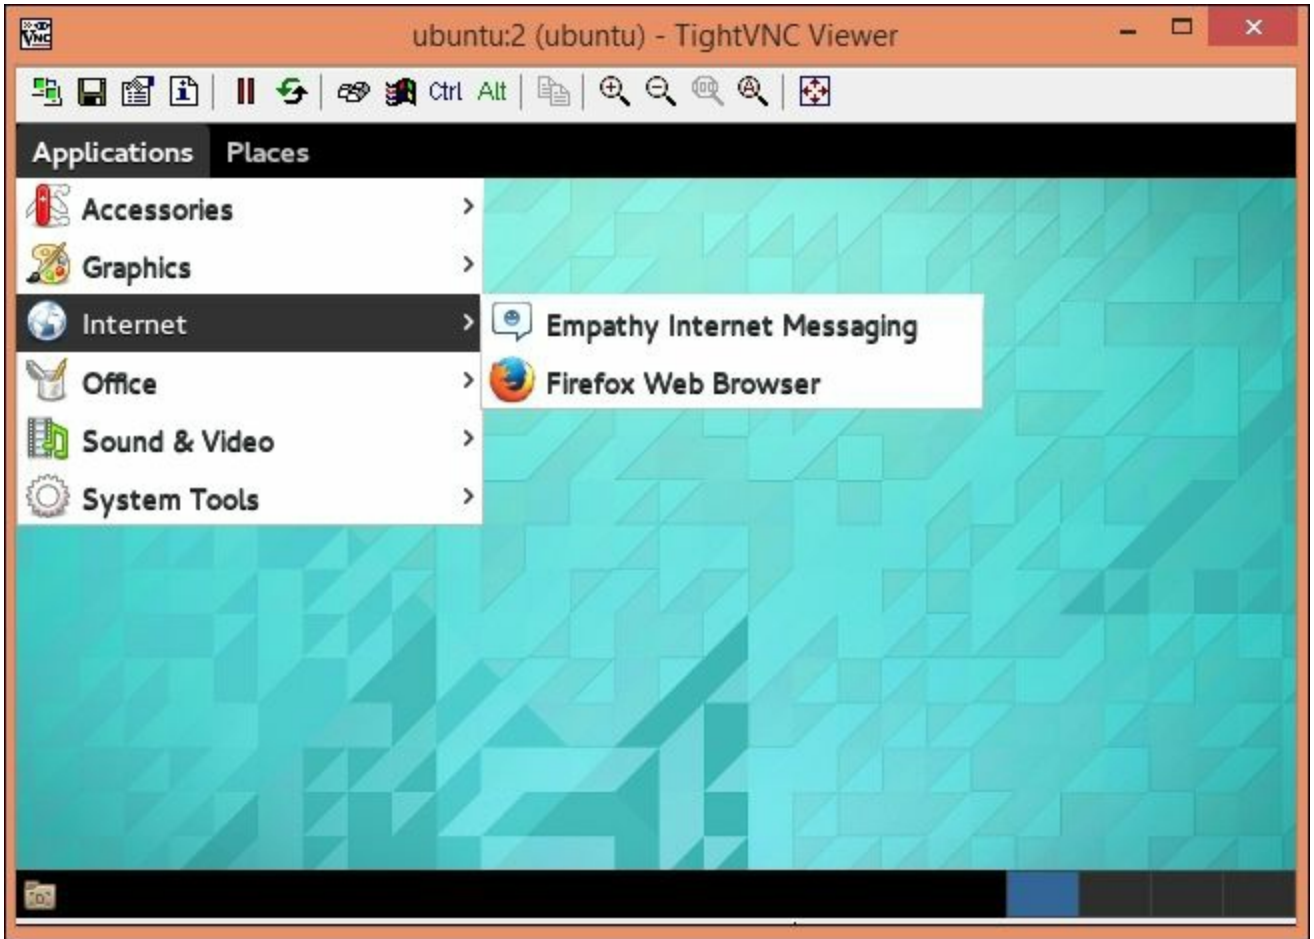 ubuntu:2 (ubuntu) - TightVNC Viewer
Ctrl Alt
Applications Places
Accessories
Graphics
Internet
Empathy Internet Messaging
Office
Firefox Web Browser
Sound & Video
System Tools